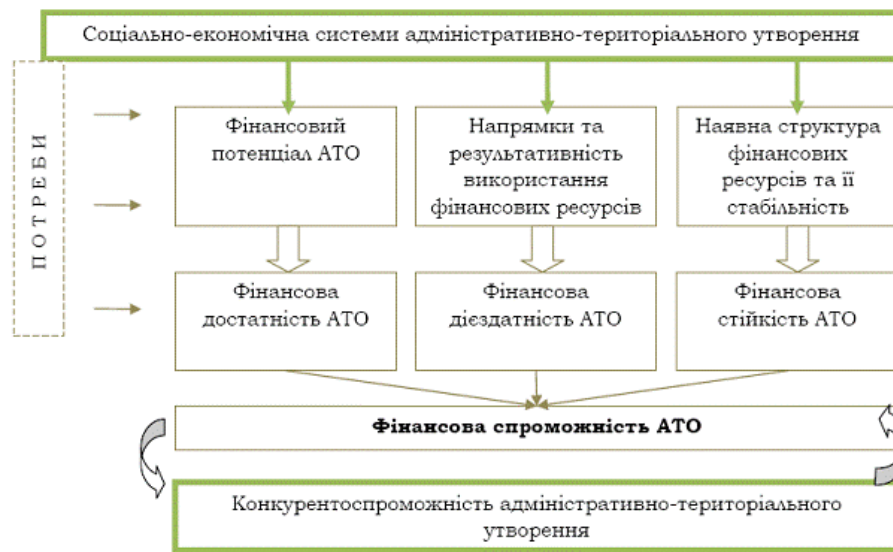 Соціально-економічна системи адміністративно-територіального утворення
ПОТРЕБИ
Фінансовий
потенціал АТО
Напрямки та
результативність
використання
фінансових ресурсів
Наявна структура
фінансових
ресурсів та її
стабільність
Фінансова
достатність АТО
Фінансова
дієздатність АТО
Фінансова
стійкість АТО
Фінансова спроможність АТО
Конкурентоспроможність адміністративно-територіального
утворення